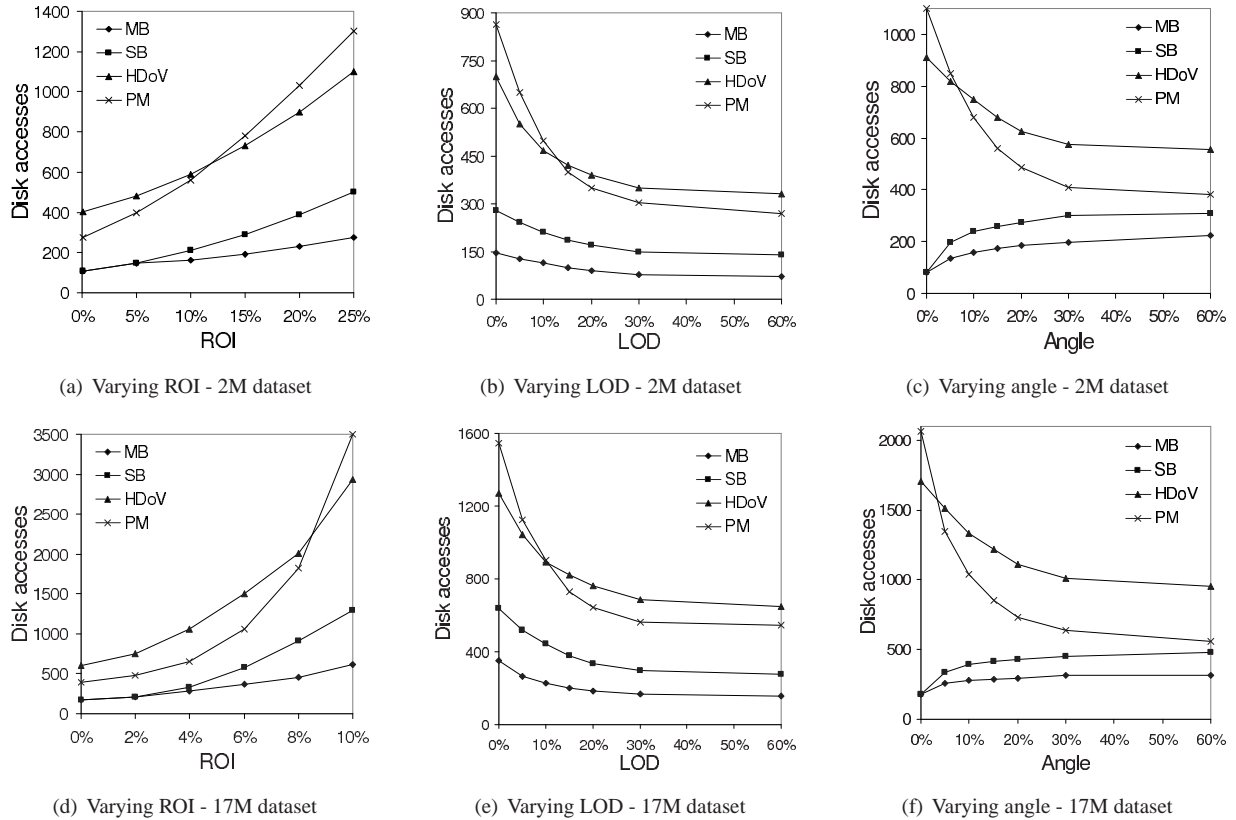 1400
1200
1000
800
600
400
200
0
Disk accesses
MB
SB
HDoV
PM
0% 5% 10% 15% 20% 25%
ROI
(a) Varying ROI - 2M dataset
900
750
600
450
300
150
0
Disk accesses
MB
SB
HDoV
PM
0% 10% 20% 30% 40% 50% 60%
LOD
(b) Varying LOD - 2M dataset
1000
800
600
400
200
0
Disk accesses
MB
SB
HDoV
PM
0% 10% 20% 30% 40% 50% 60%
Angle
(c) Varying angle - 2M dataset
3500
3000
2500
2000
1500
1000
500
0
Disk accesses
MB
SB
HDoV
PM
0% 2% 4% 6% 8% 10%
ROI
(d) Varying ROI - 17M dataset
1600
1200
800
400
0
Disk accesses
MB
SB
HDoV
PM
0% 10% 20% 30% 40% 50% 60%
LOD
(e) Varying LOD - 17M dataset
2000
1500
1000
500
0
Disk accesses
MB
SB
HDoV
PM
0% 10% 20% 30% 40% 50% 60%
Angle
(f) Varying angle - 17M dataset